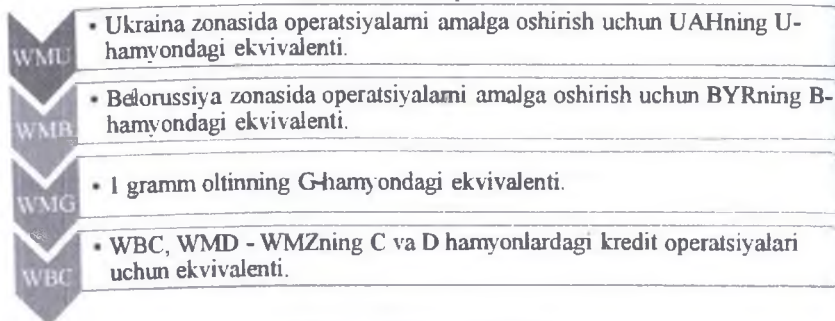 WMU
• Ukraina zonasida operatsiyalarni amalga oshirish uchun UAHning U-
hamyondagi ekvivalenti.
WMB
• Belorussiya zonasida operatsiyalarni amalga oshirish uchun BYRning B-
hamyondagi ekvivalenti.
WMG
• 1 gramm oltinning G-hamyondagi ekvivalenti.
WBC
• WBC, WMD - WMZning C va D hamyonlardagi kredit operatsiyalari
uchun ekvivalenti.